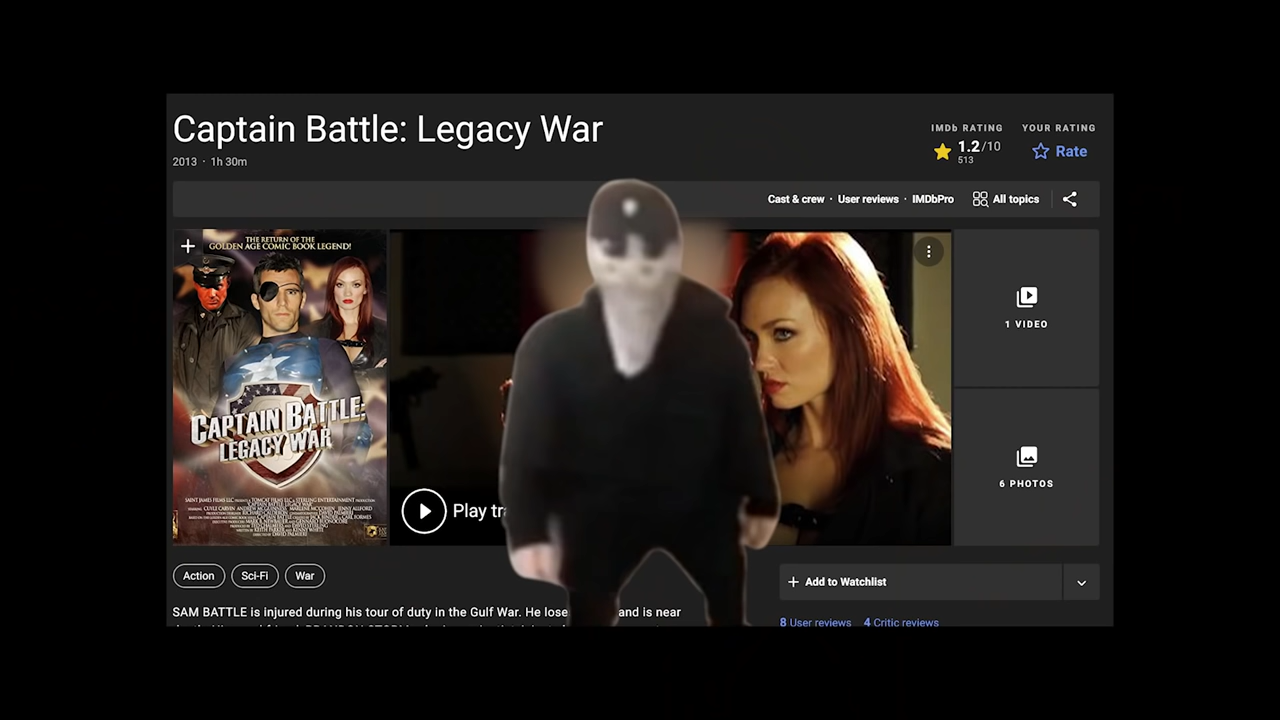 Captain Battle: Legacy War
2013 · 1h 30m
IMDb RATING
1.2/10
513
YOUR RATING
Rate
Cast & crew · User reviews · IMDbPro
All topics
THE RETURN OF THE
GOLDEN AGE COMIC BOOK LEGEND!
CAPTAIN BATTLE:
LEGACY WAR
Play tr
1 VIDEO
6 PHOTOS
Action
Sci-Fi
War
Add to Watchlist
SAM BATTLE is injured during his tour of duty in the Gulf War. He lose and is near
8 User reviews 4 Critic reviews